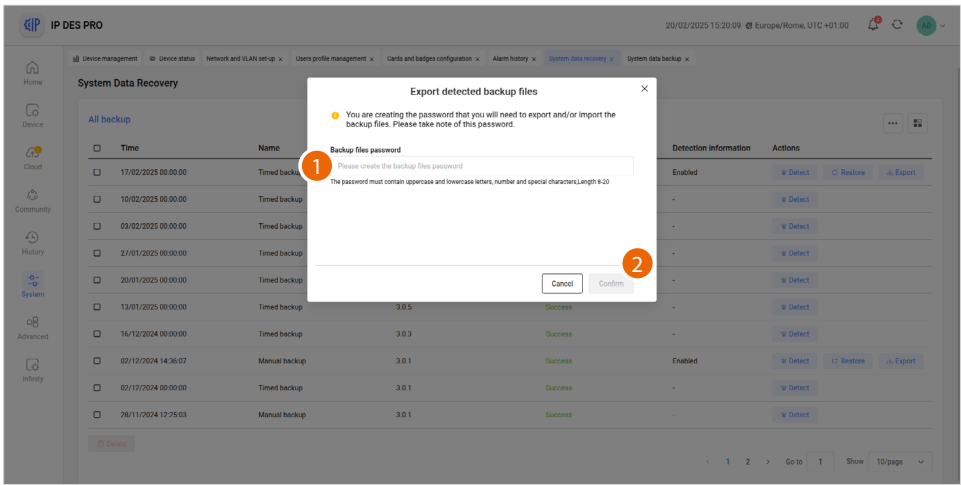 IP DES PRO
20/02/2025 15:20:09 Europe/Rome, UTC +01:00
AD
Device management Device status Network and VLAN set-up × Users profile management × Cards and badges configuration × Alarm history × System data recovery × System data backup ×
Home
Device
Cloud
Community
History
System
Advanced
Infinity
System Data Recovery
All backup
Time Name Detection information Actions
17/02/2025 00:00:00 Timed backup Enabled Detect Restore Export
10/02/2025 00:00:00 Timed backup - Detect
03/02/2025 00:00:00 Timed backup - Detect
27/01/2025 00:00:00 Timed backup - Detect
20/01/2025 00:00:00 Timed backup - Detect
13/01/2025 00:00:00 Timed backup 3.0.5 Success - Detect
16/12/2024 00:00:00 Timed backup 3.0.3 Success - Detect
02/12/2024 14:36:07 Manual backup 3.0.1 Success Enabled Detect Restore Export
02/12/2024 00:00:00 Timed backup 3.0.1 Success - Detect
28/11/2024 12:25:03 Manual backup 3.0.1 Success - Detect
Delete
< 1 2 > Go to 1 Show 10/page
Export detected backup files
You are creating the password that you will need to export and/or import the
backup files. Please take note of this password.
Backup files password
1
Please create the backup files password
The password must contain uppercase and lowercase letters, number and special characters,Length 8-20
2
Cancel Confirm